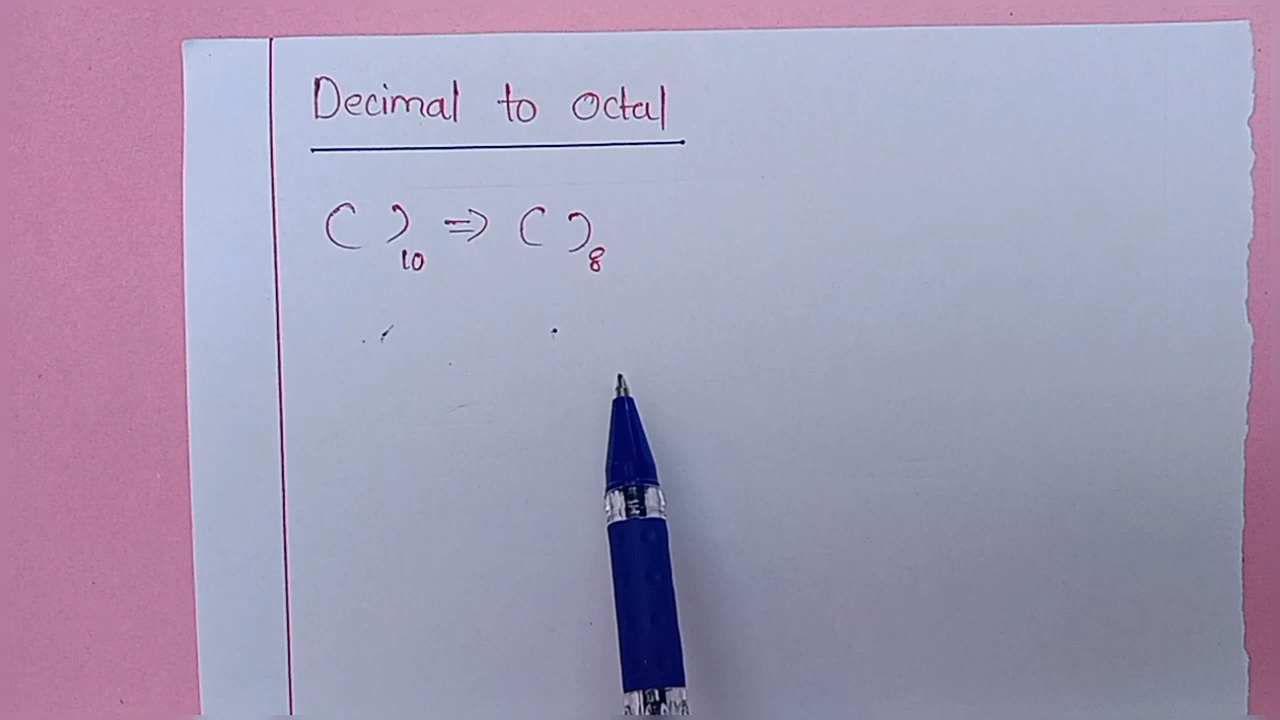 Decimal to Octal
( )10 ⇒ ( )8